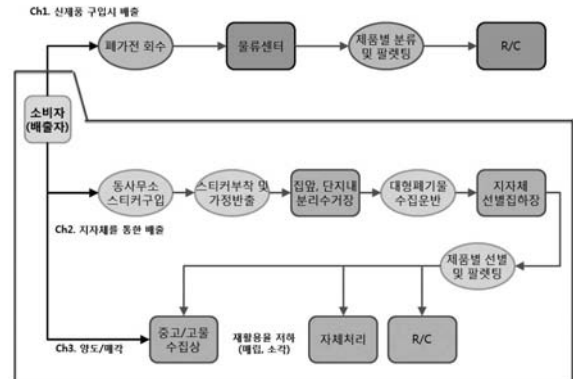 Ch1. 신제품 구입시 배출
폐가전 회수
물류센터
제품별 분류
및 팔렛팅
R/C
소비자
(배출자)
동사무소
스티커구입
스티커부착 및
가정반출
집앞, 단지내
분리수거장
대형폐기물
수집운반
지자체
선별집하장
Ch2. 지자체를 통한 배출
제품별 선별
및 팔렛팅
중고/고물
수집상
재활용율 저하
(매립, 소각)
자체처리
R/C
Ch3. 양도/매각